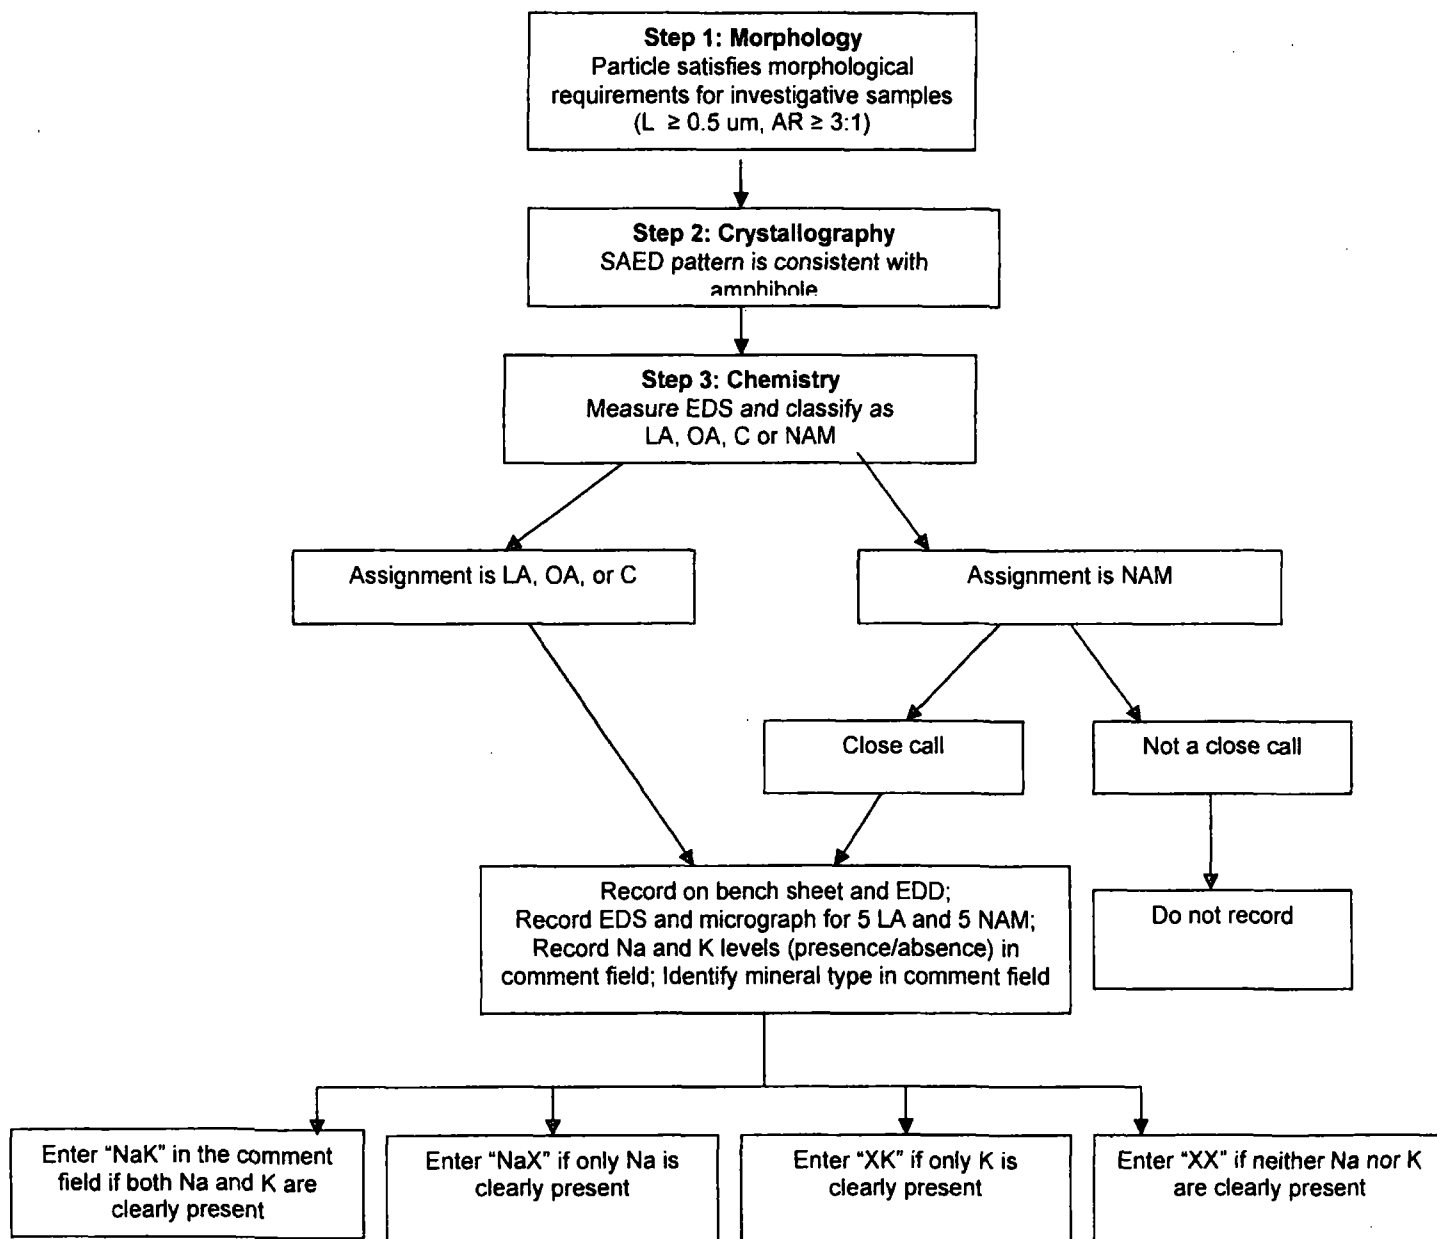 Step 1: Morphology
Particle satisfies morphological
requirements for investigative samples
(L ≥ 0.5 um, AR ≥ 3:1)
Step 2: Crystallography
SAED pattern is consistent with
amphibole
Step 3: Chemistry
Measure EDS and classify as
LA, OA, C or NAM
Assignment is LA, OA, or C
Assignment is NAM
Close call
Not a close call
Record on bench sheet and EDD;
Record EDS and micrograph for 5 LA and 5 NAM;
Record Na and K levels (presence/absence) in
comment field; Identify mineral type in comment field
Do not record
Enter “NaK” in the comment
field if both Na and K are
clearly present
Enter “NaX” if only Na is
clearly present
Enter “XK” if only K is
clearly present
Enter “XX” if neither Na nor K
are clearly present